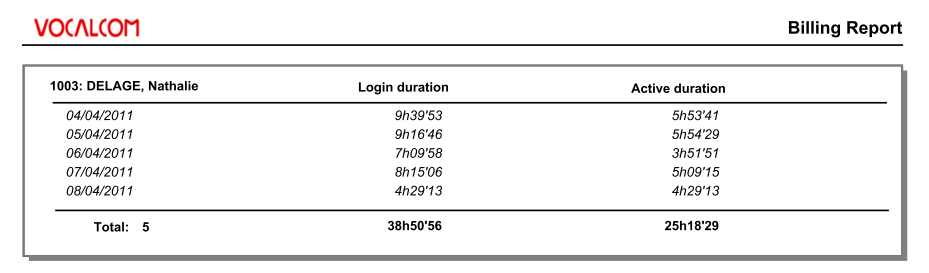 VOCALCOM
Billing Report
1003: DELAGE, Nathalie Login duration Active duration
04/04/2011 9h39'53 5h53'41
05/04/2011 9h16'46 5h54'29
06/04/2011 7h09'58 3h51'51
07/04/2011 8h15'06 5h09'15
08/04/2011 4h29'13 4h29'13
Total: 5 38h50'56 25h18'29